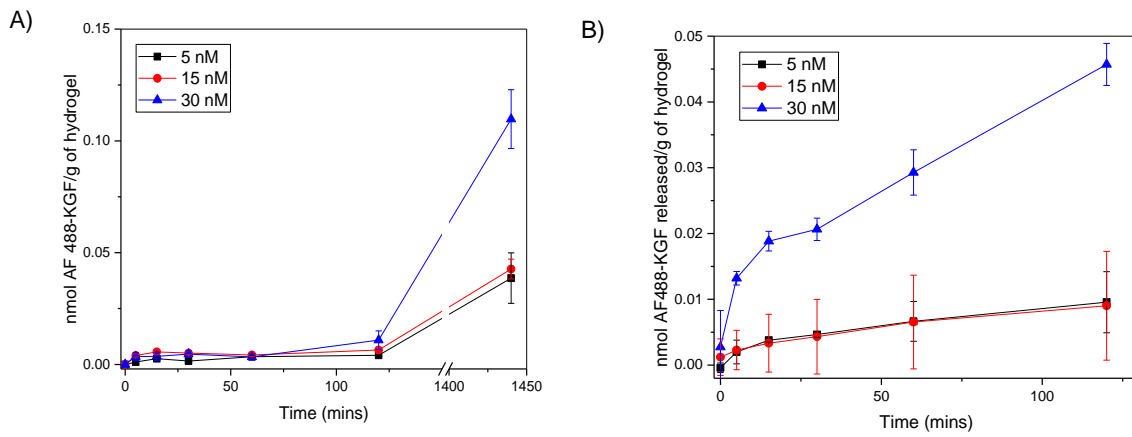 A)
nmol AF 488-KGF/g of hydrogel
0.15
0.10
0.05
0.00
5 nM
15 nM
30 nM
0
50
100
1400
1450
Time (mins)
B)
nmol AF488-KGF released/g of hydrogel
0.05
0.04
0.03
0.02
0.01
0.00
5 nM
15 nM
30 nM
0
50
100
Time (mins)